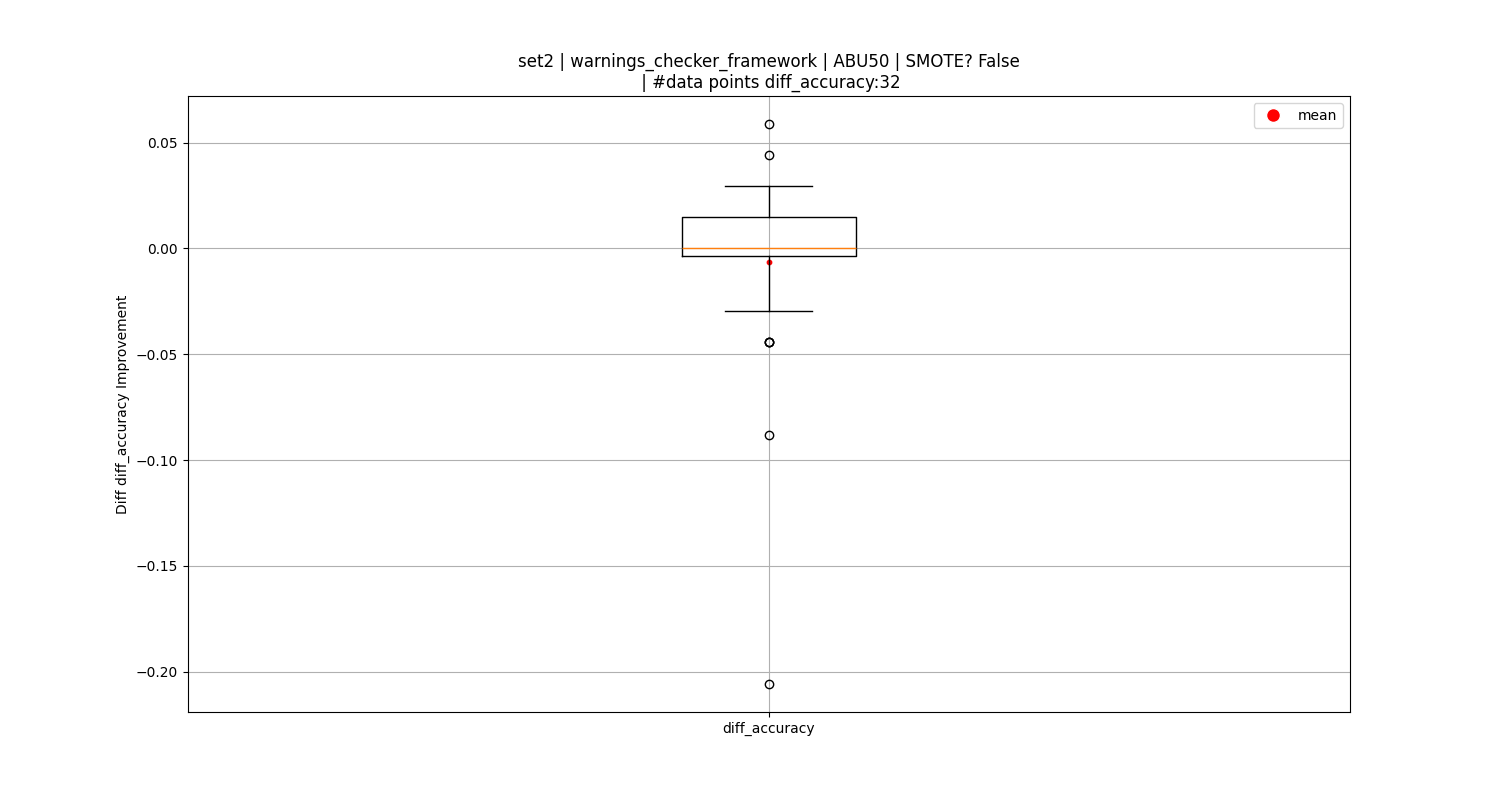 set2 | warnings_checker_framework | ABU50 | SMOTE? False
| #data points diff_accuracy:32
mean
0.05
0.00
−0.05
−0.10
−0.15
−0.20
Diff diff_accuracy Improvement
diff_accuracy